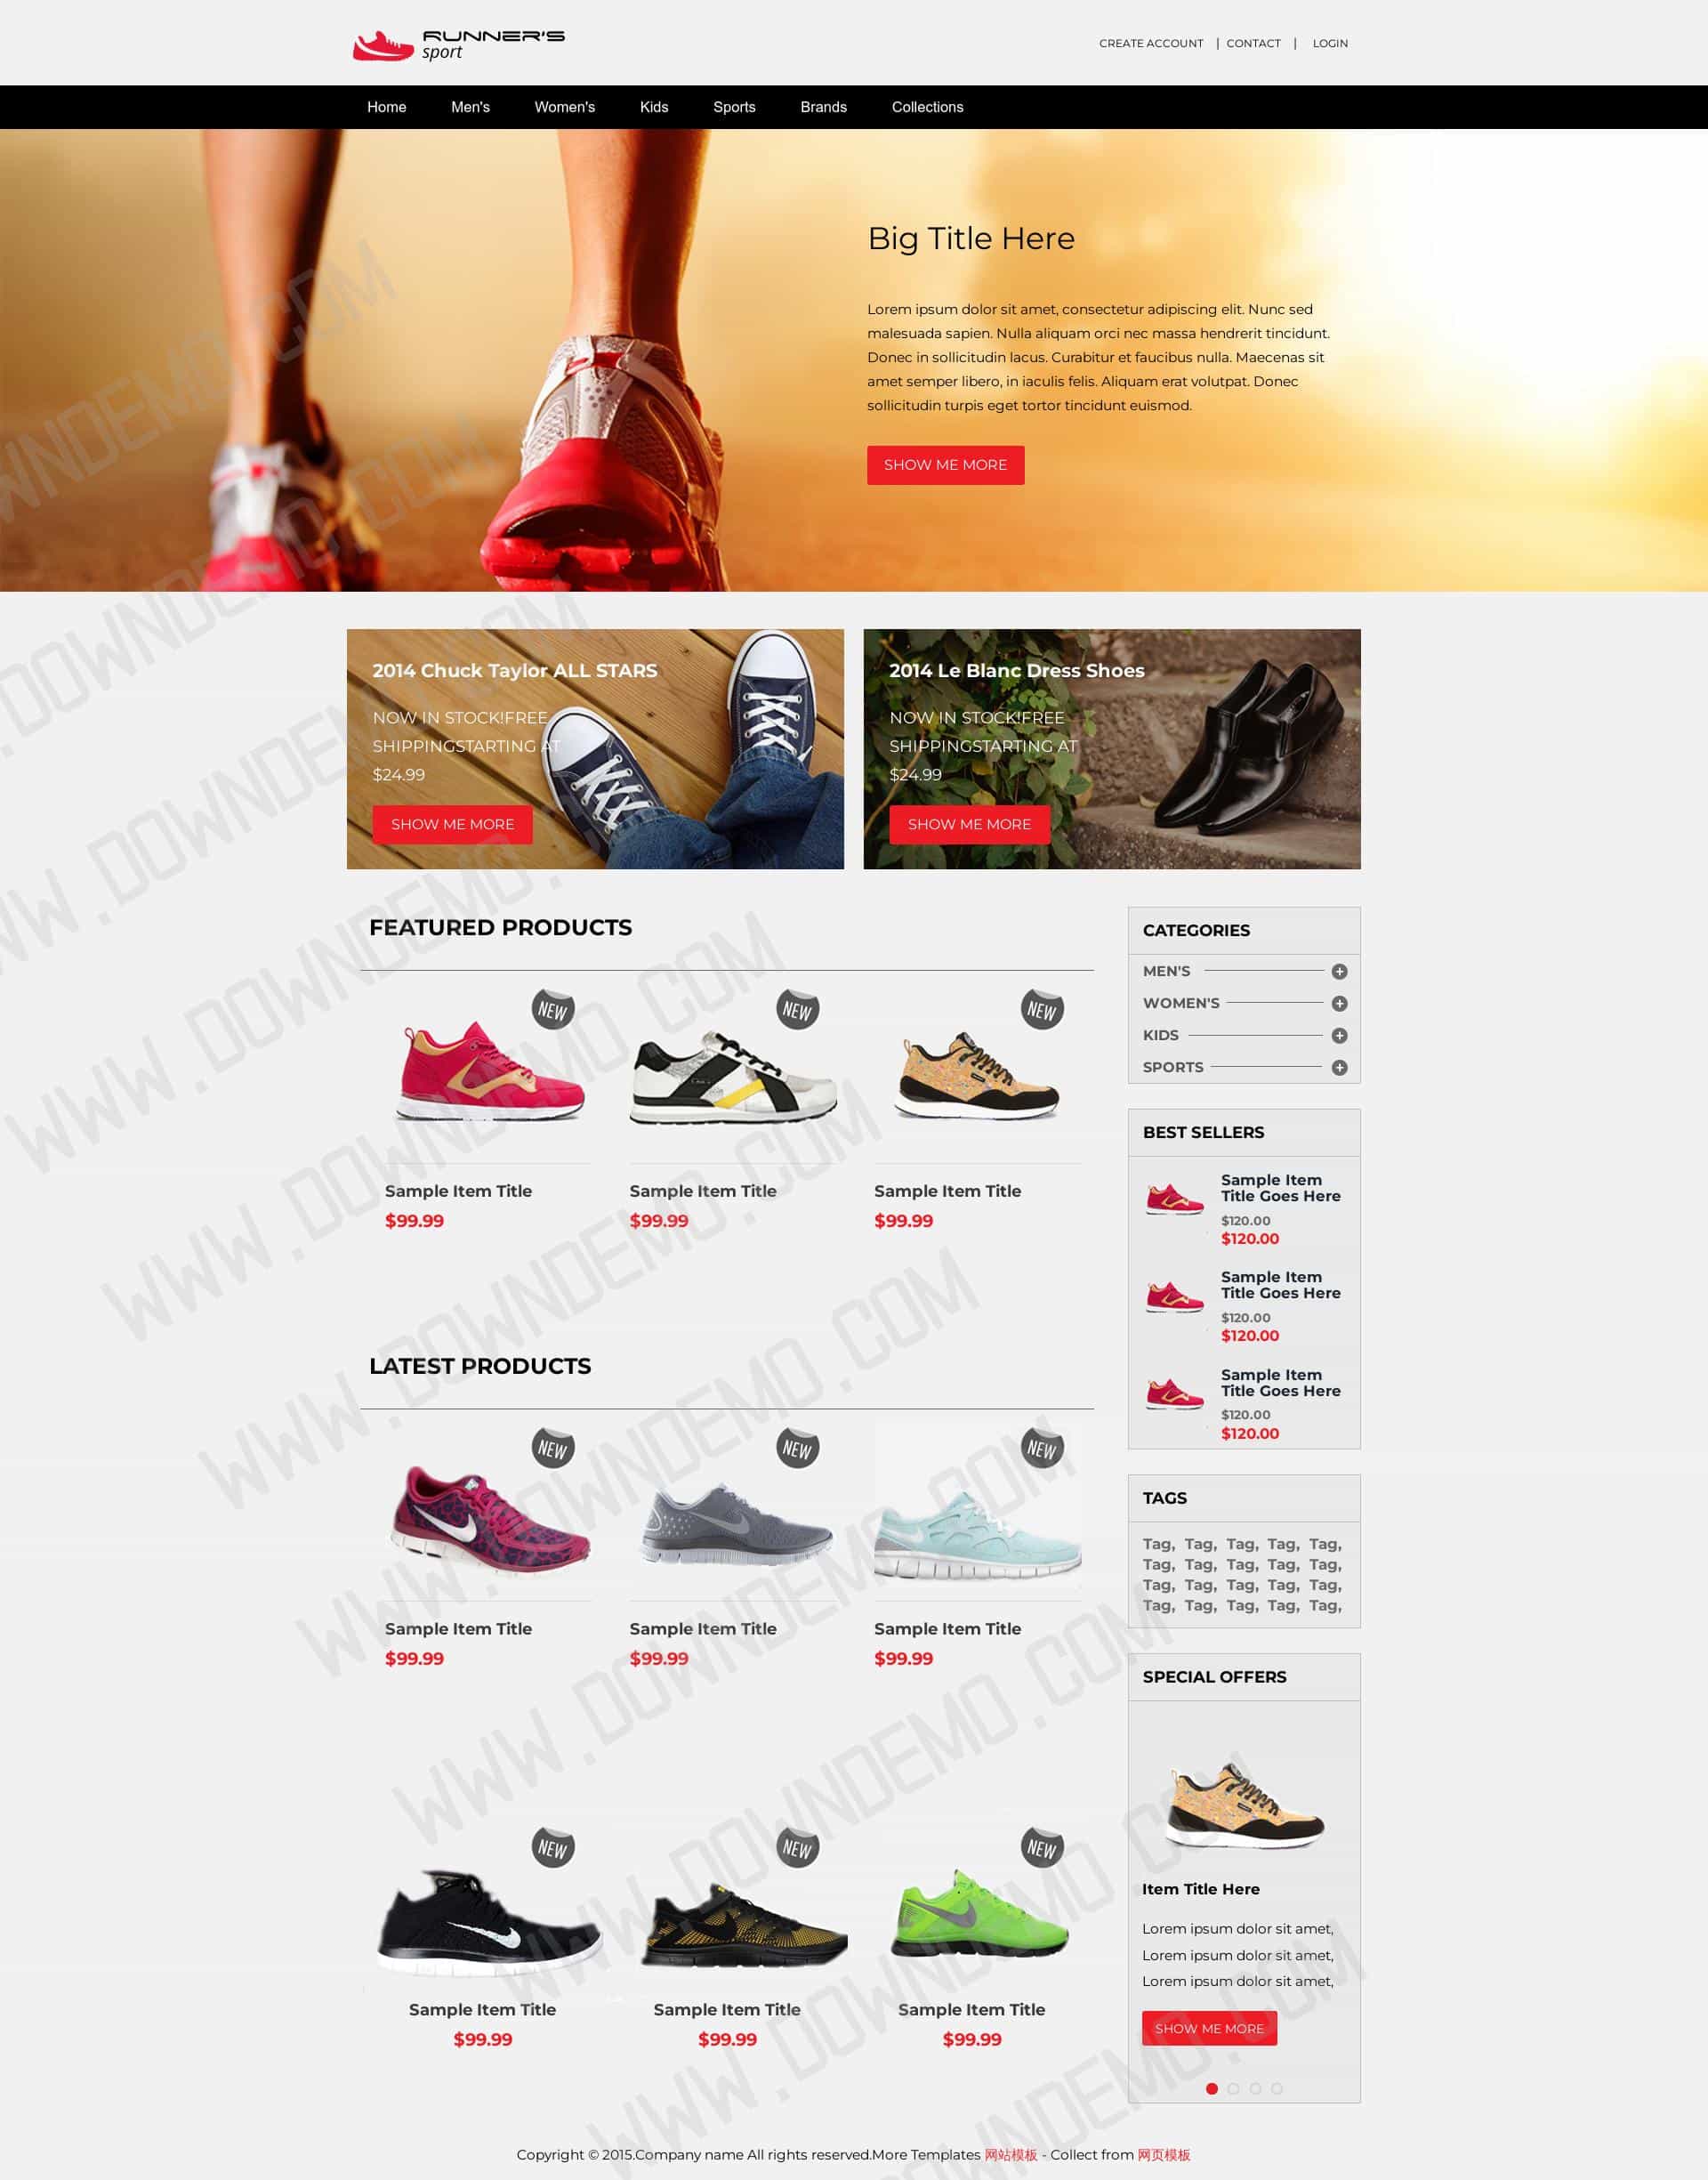 RUNNER'S
sport
CREATE ACCOUNT | CONTACT | LOGIN
Home Men's Women's Kids Sports Brands Collections
Big Title Here
Lorem ipsum dolor sit amet, consectetur adipiscing elit. Nunc sed
malesuada sapien. Nulla aliquam orci nec massa hendrerit tincidunt.
Donec in sollicitudin lacus. Curabitur et faucibus nulla. Maecenas sit
amet semper libero, in iaculis felis. Aliquam erat volutpat. Donec
sollicitudin turpis eget tortor tincidunt euismod.
SHOW ME MORE
2014 Chuck Taylor ALL STARS
NOW IN STOCK!FREE
SHIPPINGSTARTING AT
$24.99
SHOW ME MORE
2014 Le Blanc Dress Shoes
NOW IN STOCK!FREE
SHIPPINGSTARTING AT
$24.99
SHOW ME MORE
FEATURED PRODUCTS
NEW NEW NEW
Sample Item Title Sample Item Title Sample Item Title
$99.99 $99.99 $99.99
LATEST PRODUCTS
NEW NEW NEW
Sample Item Title Sample Item Title Sample Item Title
$99.99 $99.99 $99.99
NEW NEW NEW
Sample Item Title Sample Item Title Sample Item Title
$99.99 $99.99 $99.99
CATEGORIES
MEN'S
WOMEN'S
KIDS
SPORTS
BEST SELLERS
Sample Item
Title Goes Here
$120.00
$120.00
Sample Item
Title Goes Here
$120.00
$120.00
Sample Item
Title Goes Here
$120.00
$120.00
TAGS
Tag, Tag, Tag, Tag, Tag,
Tag, Tag, Tag, Tag, Tag,
Tag, Tag, Tag, Tag, Tag,
Tag, Tag, Tag, Tag, Tag,
SPECIAL OFFERS
Item Title Here
Lorem ipsum dolor sit amet,
Lorem ipsum dolor sit amet,
Lorem ipsum dolor sit amet,
SHOW ME MORE
Copyright © 2015.Company name All rights reserved.More Templates 网站模板 - Collect from 网页模板
WWW.DOWNDEMO.COM